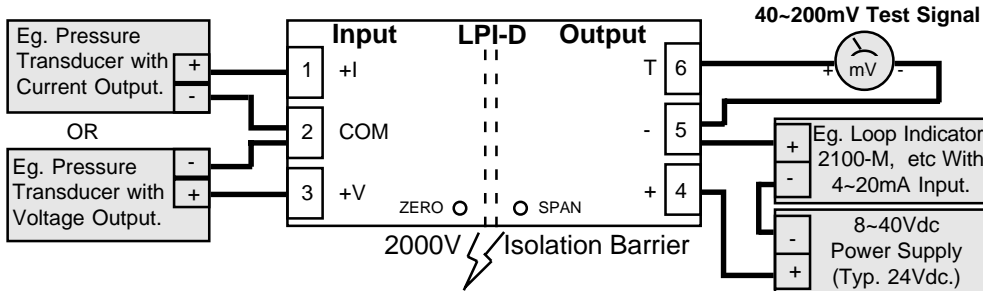 40~200mV Test Signal
Eg. Pressure
Transducer with
Current Output.
+
-
OR
Eg. Pressure
Transducer with
Voltage Output.
-
+
Input LPI-D Output
1 +I
2 COM
3 +V
T 6
- 5
+ 4
ZERO SPAN
2000V Isolation Barrier
+ mV -
+
-
Eg. Loop Indicator
2100-M, etc With
4~20mA Input.
-
+
8~40Vdc
Power Supply
(Typ. 24Vdc.)